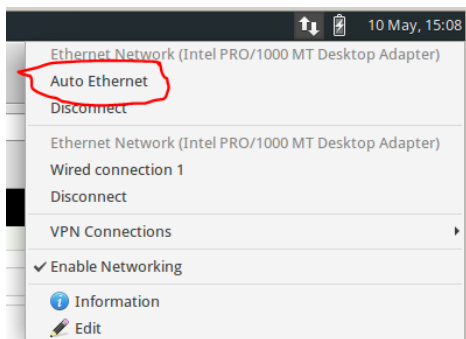 10 May, 15:08
Ethernet Network (Intel PRO/1000 MT Desktop Adapter)
Auto Ethernet
Disconnect
Ethernet Network (Intel PRO/1000 MT Desktop Adapter)
Wired connection 1
Disconnect
VPN Connections
Enable Networking
Information
Edit